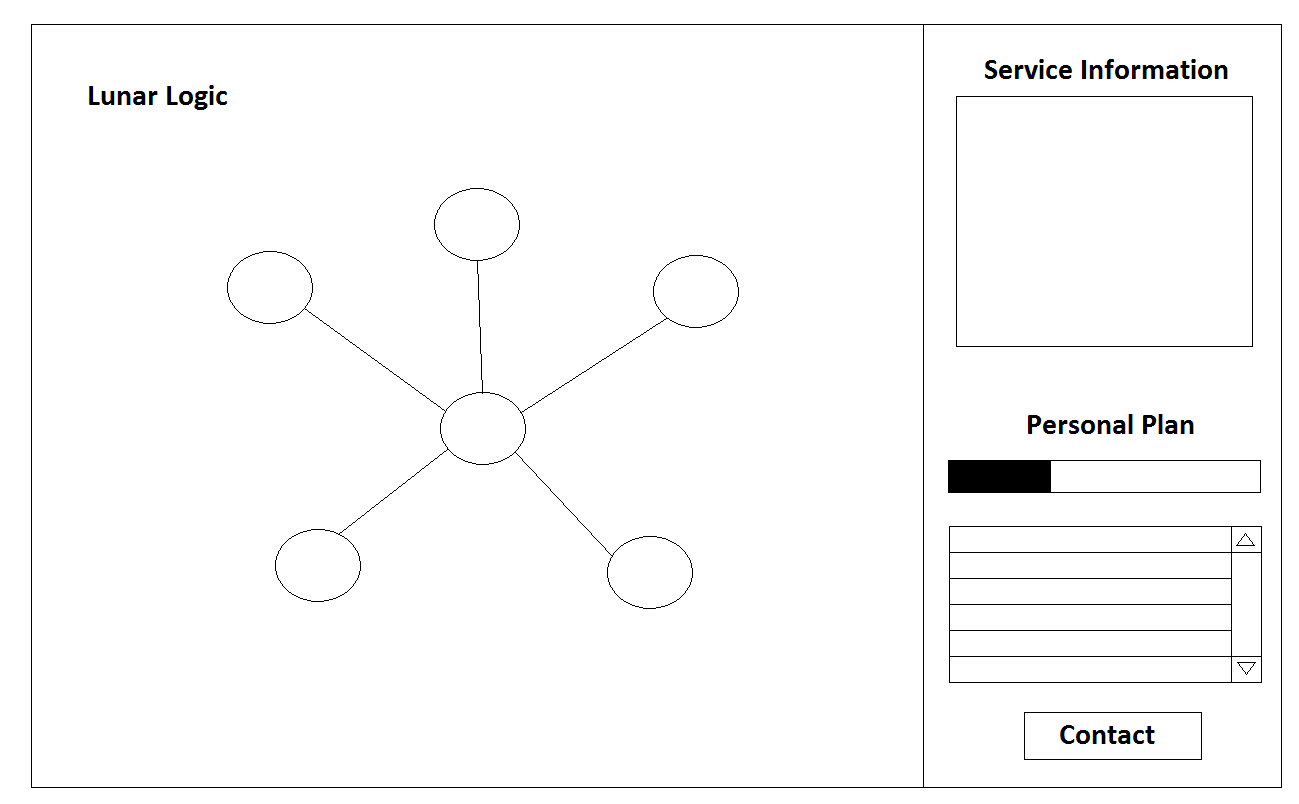 Lunar Logic
Service Information
Personal Plan
Contact